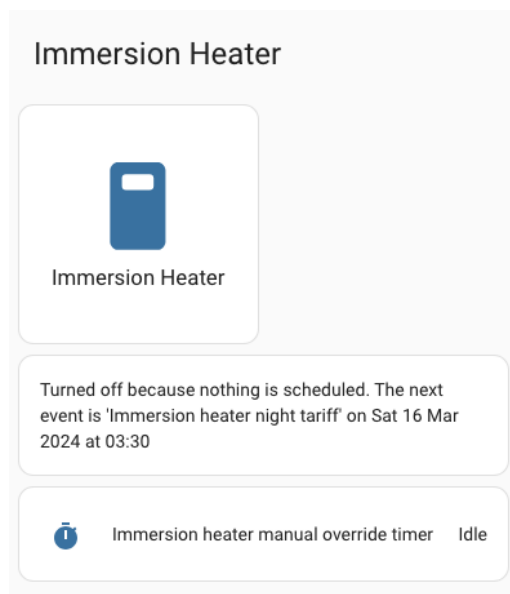 Immersion Heater
Immersion Heater
Turned off because nothing is scheduled. The next
event is 'Immersion heater night tariff' on Sat 16 Mar
2024 at 03:30
Immersion heater manual override timer Idle